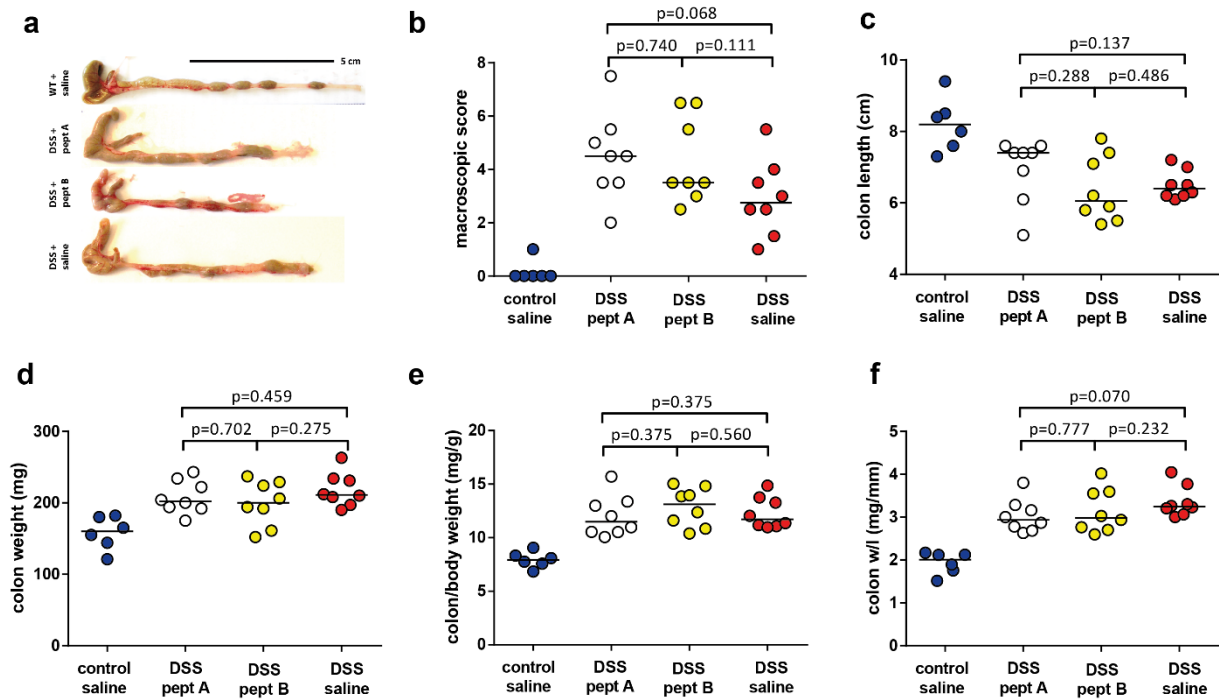 a
5 cm
WT +
saline
DSS +
pept A
DSS +
pept B
DSS +
saline
b
p=0.068
p=0.740
p=0.111
macroscopic score
8
6
4
2
0
control
saline
DSS
pept A
DSS
pept B
DSS
saline
c
p=0.137
p=0.288
p=0.486
colon length (cm)
10
8
6
4
control
saline
DSS
pept A
DSS
pept B
DSS
saline
d
p=0.459
p=0.702
p=0.275
colon weight (mg)
300
200
100
0
control
saline
DSS
pept A
DSS
pept B
DSS
saline
e
p=0.375
p=0.375
p=0.560
colon/body weight (mg/g)
20
15
10
5
0
control
saline
DSS
pept A
DSS
pept B
DSS
saline
f
p=0.070
p=0.777
p=0.232
colon w/l (mg/mm)
5
4
3
2
1
0
control
saline
DSS
pept A
DSS
pept B
DSS
saline